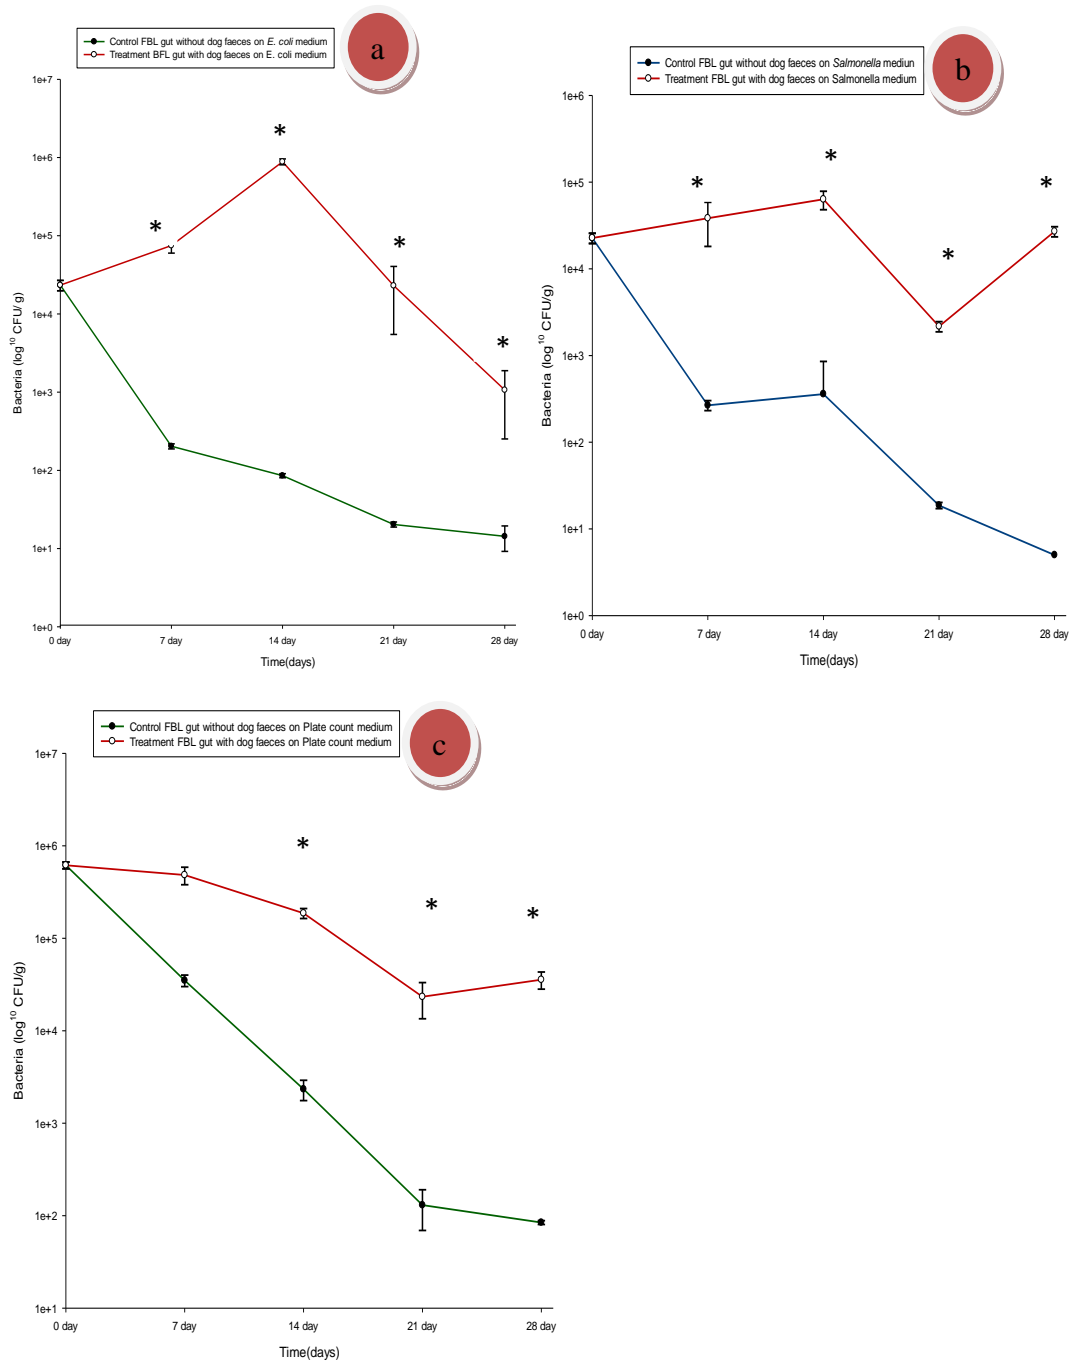 Control FBL gut without dog faeces on E. coli medium
Treatment BFL gut with dog faeces on E. coli medium
a
*
*
*
*
1e+7
1e+6
1e+5
1e+4
1e+3
1e+2
1e+1
1e+0
Bacteria (log10 CFU/g)
0 day
7 day
14 day
21 day
28 day
Time(days)
Control FBL gut without dog faeces on Salmonella mediun
Treatment FBL gut with dog faeces on Salmonella medium
b
*
*
*
*
1e+6
1e+5
1e+4
1e+3
1e+2
1e+1
1e+0
Bacteria (log10 CFU/g)
0 day
7 day
14 day
21 day
28 day
Time(days)
Control FBL gut without dog faeces on Plate count medium
Treatment FBL gut with dog faeces on Plate count medium
c
*
*
*
1e+7
1e+6
1e+5
1e+4
1e+3
1e+2
1e+1
Bacteria (log10 CFU/g)
0 day
7 day
14 day
21 day
28 day
Time(days)